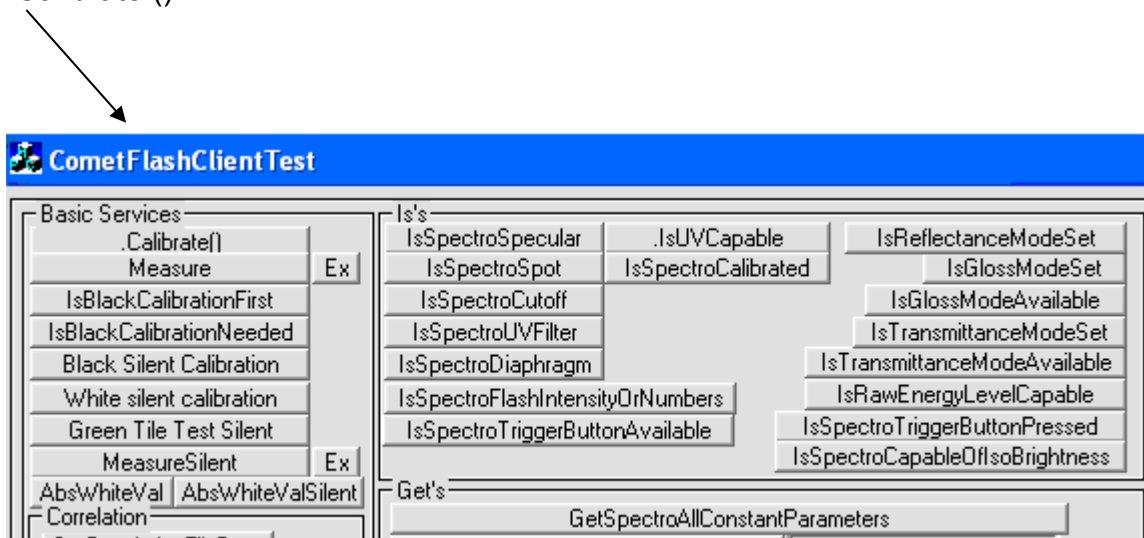 CometFlashClientTest
Basic Services
.Calibrate()
Measure Ex
IsBlackCalibrationFirst
IsBlackCalibrationNeeded
Black Silent Calibration
White silent calibration
Green Tile Test Silent
MeasureSilent Ex
AbsWhiteVal AbsWhiteValSilent
Correlation
Is's
IsSpectroSpecular .IsUVCapable IsReflectanceModeSet
IsSpectroSpot IsSpectroCalibrated IsGlossModeSet
IsSpectroCutoff IsGlossModeAvailable
IsSpectroUVFilter IsTransmittanceModeSet
IsSpectroDiaphragm IsTransmittanceModeAvailable
IsSpectroFlashIntensityOrNumbers IsRawEnergyLevelCapable
IsSpectroTriggerButtonAvailable IsSpectroTriggerButtonPressed
IsSpectroCapableOfIsoBrightness
Get's
GetSpectroAllConstantParameters